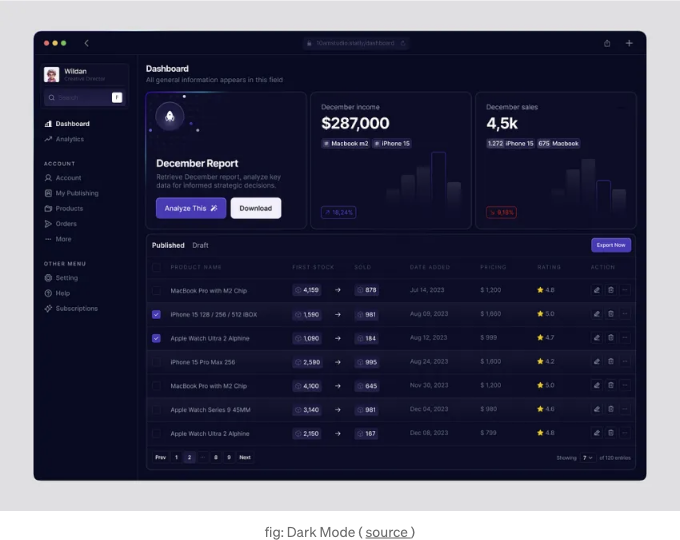 Wildan
Creative Director
Search
F
Dashboard
Analytics
ACCOUNT
Account
My Publishing
Products
Orders
More
OTHER MENU
Setting
Help
Subscriptions
Dashboard
All general information appears in this field
December Report
Retrieve December report, analyze key
data for informed strategic decisions.
Analyze This
Download
December income
$287,000
Macbook m2 iPhone 15
16,24%
December sales
4,5k
1.272 iPhone 15 675 Macbook
9,18%
Published Draft
Export Now
PRODUCT NAME FIRST STOCK SOLD DATE ADDED PRICING RATING ACTION
MacBook Pro with M2 Chip 4,159 → 878 Jul 14, 2023 $ 1,200 4.8
iPhone 15 128 / 256 / 512 IBOX 1,590 → 981 Aug 09, 2023 $ 1,600 5.0
Apple Watch Ultra 2 Alphine 1,090 → 184 Aug 12, 2023 $ 999 4.7
iPhone 15 Pro Max 256 2,590 → 995 Aug 24, 2023 $ 1,800 4.2
MacBook Pro with M2 Chip 4,100 → 645 Nov 30, 2023 $ 1,200 5.0
Apple Watch Series 9 45MM 3,140 → 981 Dec 04, 2023 $ 980 4.6
Apple Watch Ultra 2 Alphine 2,150 → 167 Dec 08, 2023 $ 799 4.8
Prev 1 2 ... 8 9 Next
Showing 7 of 120 entries
fig: Dark Mode ( source )